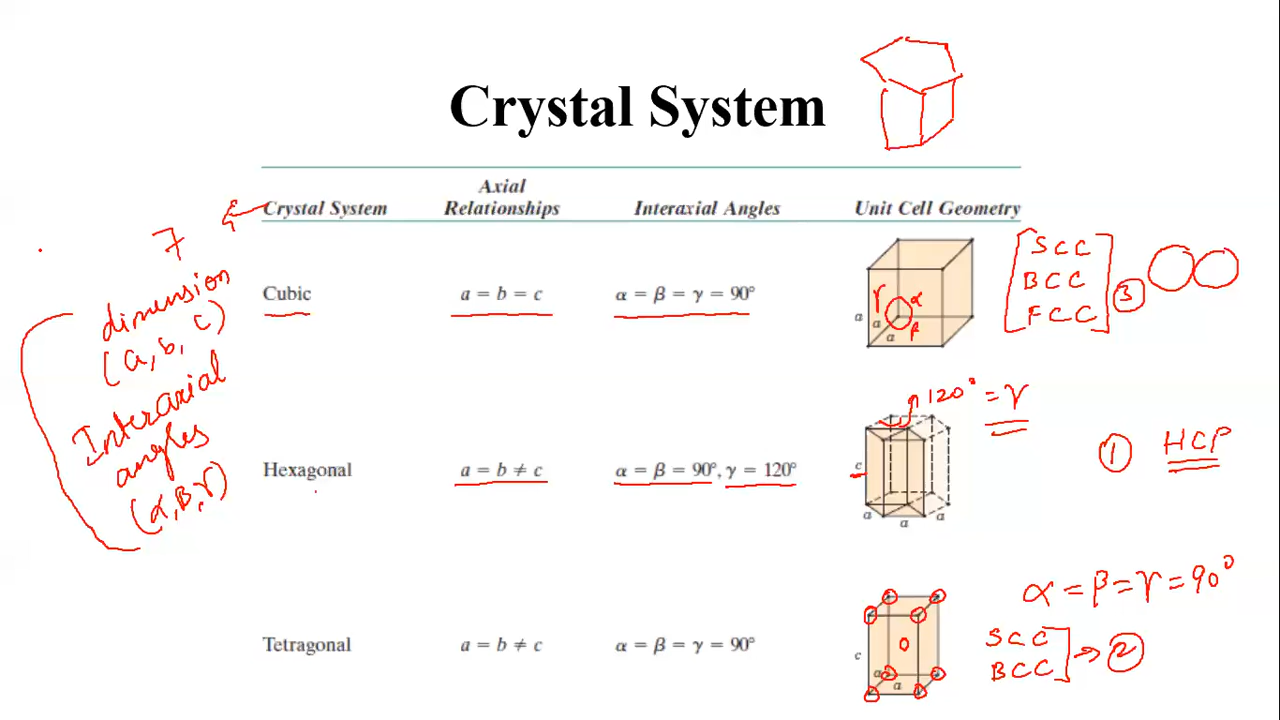 Crystal System
Axial
Crystal System Relationships Interaxial Angles Unit Cell Geometry
7
dimension
(a, b, c)
Interaxial
angles
(α, β, γ)
Cubic a = b = c α = β = γ = 90°
γ α
β
a
a
a
SCC
BCC
FCC
3
120° = γ
Hexagonal a = b ≠ c α = β = 90°, γ = 120°
c
a a a
1 HCP
α = β = γ = 90°
Tetragonal a = b ≠ c α = β = γ = 90°
c
a
a
SCC
BCC
→ 2